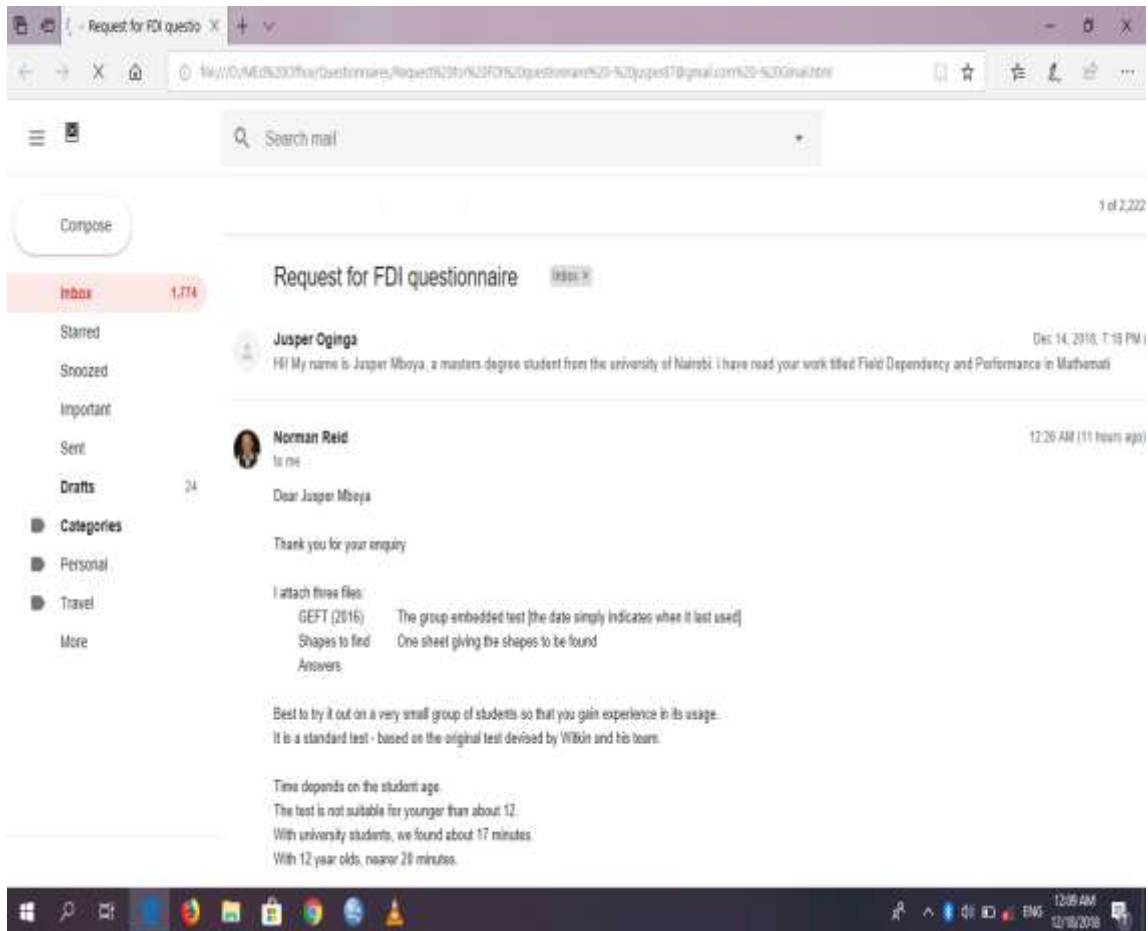 Request for FDI questio
Search mail
1 of 2,222
Compose
Request for FDI questionnaire Inbox X
Inbox 1,774
Starred
Snoozed
Important
Sent
Drafts 24
Categories
Personal
Travel
More
Jusper Oginga Dec 14, 2018, 7:18 PM
Hi! My name is Jusper Mboya, a masters degree student from the university of Nairobi. i have read your work titled Field Dependency and Performance in Mathemati
Norman Reid 12:26 AM (11 hours ago)
to me
Dear Jusper Mboya
Thank you for your enquiry
I attach three files:
GEFT (2016) The group embedded test [the date simply indicates when it last used]
Shapes to find One sheet giving the shapes to be found
Answers
Best to try it out on a very small group of students so that you gain experience in its usage.
It is a standard test - based on the original test devised by Witkin and his team.
Time depends on the student age.
The test is not suitable for younger than about 12.
With university students, we found about 17 minutes.
With 12 year olds, nearer 20 minutes.
ENG 12:09 AM
12/18/2018